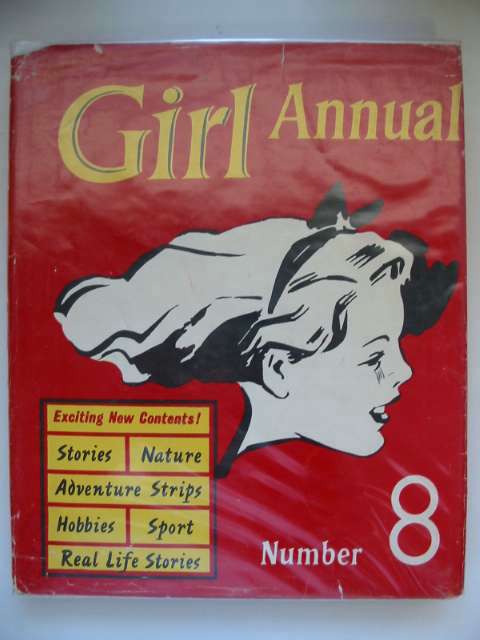 Girl Annual
Exciting New Contents!
Stories Nature
Adventure Strips
Hobbies Sport
Real Life Stories
Number 8